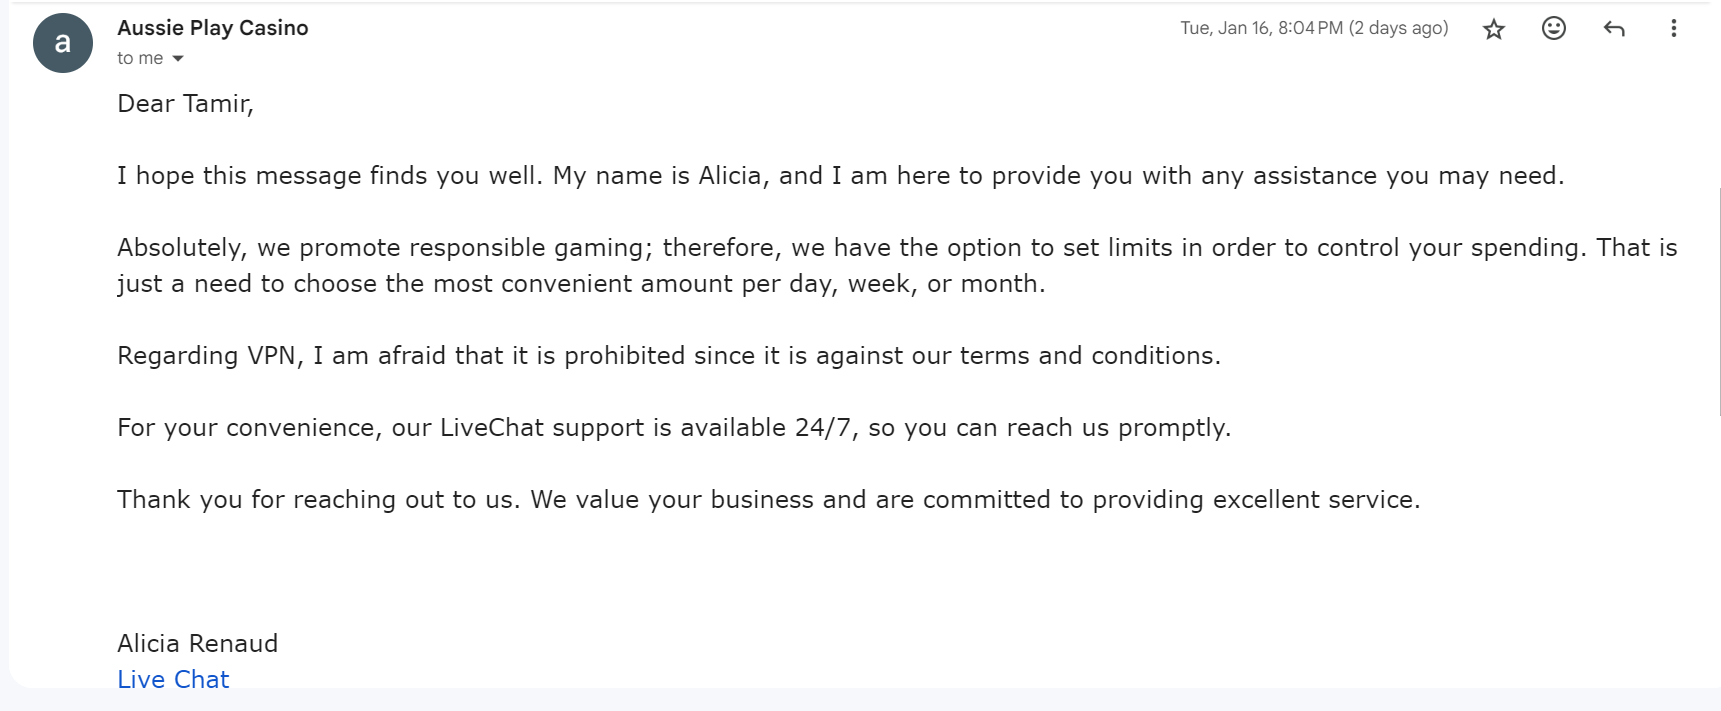 a
Aussie Play Casino
Tue, Jan 16, 8:04 PM (2 days ago)
to me
Dear Tamir,
I hope this message finds you well. My name is Alicia, and I am here to provide you with any assistance you may need.
Absolutely, we promote responsible gaming; therefore, we have the option to set limits in order to control your spending. That is
just a need to choose the most convenient amount per day, week, or month.
Regarding VPN, I am afraid that it is prohibited since it is against our terms and conditions.
For your convenience, our LiveChat support is available 24/7, so you can reach us promptly.
Thank you for reaching out to us. We value your business and are committed to providing excellent service.
Alicia Renaud
Live Chat